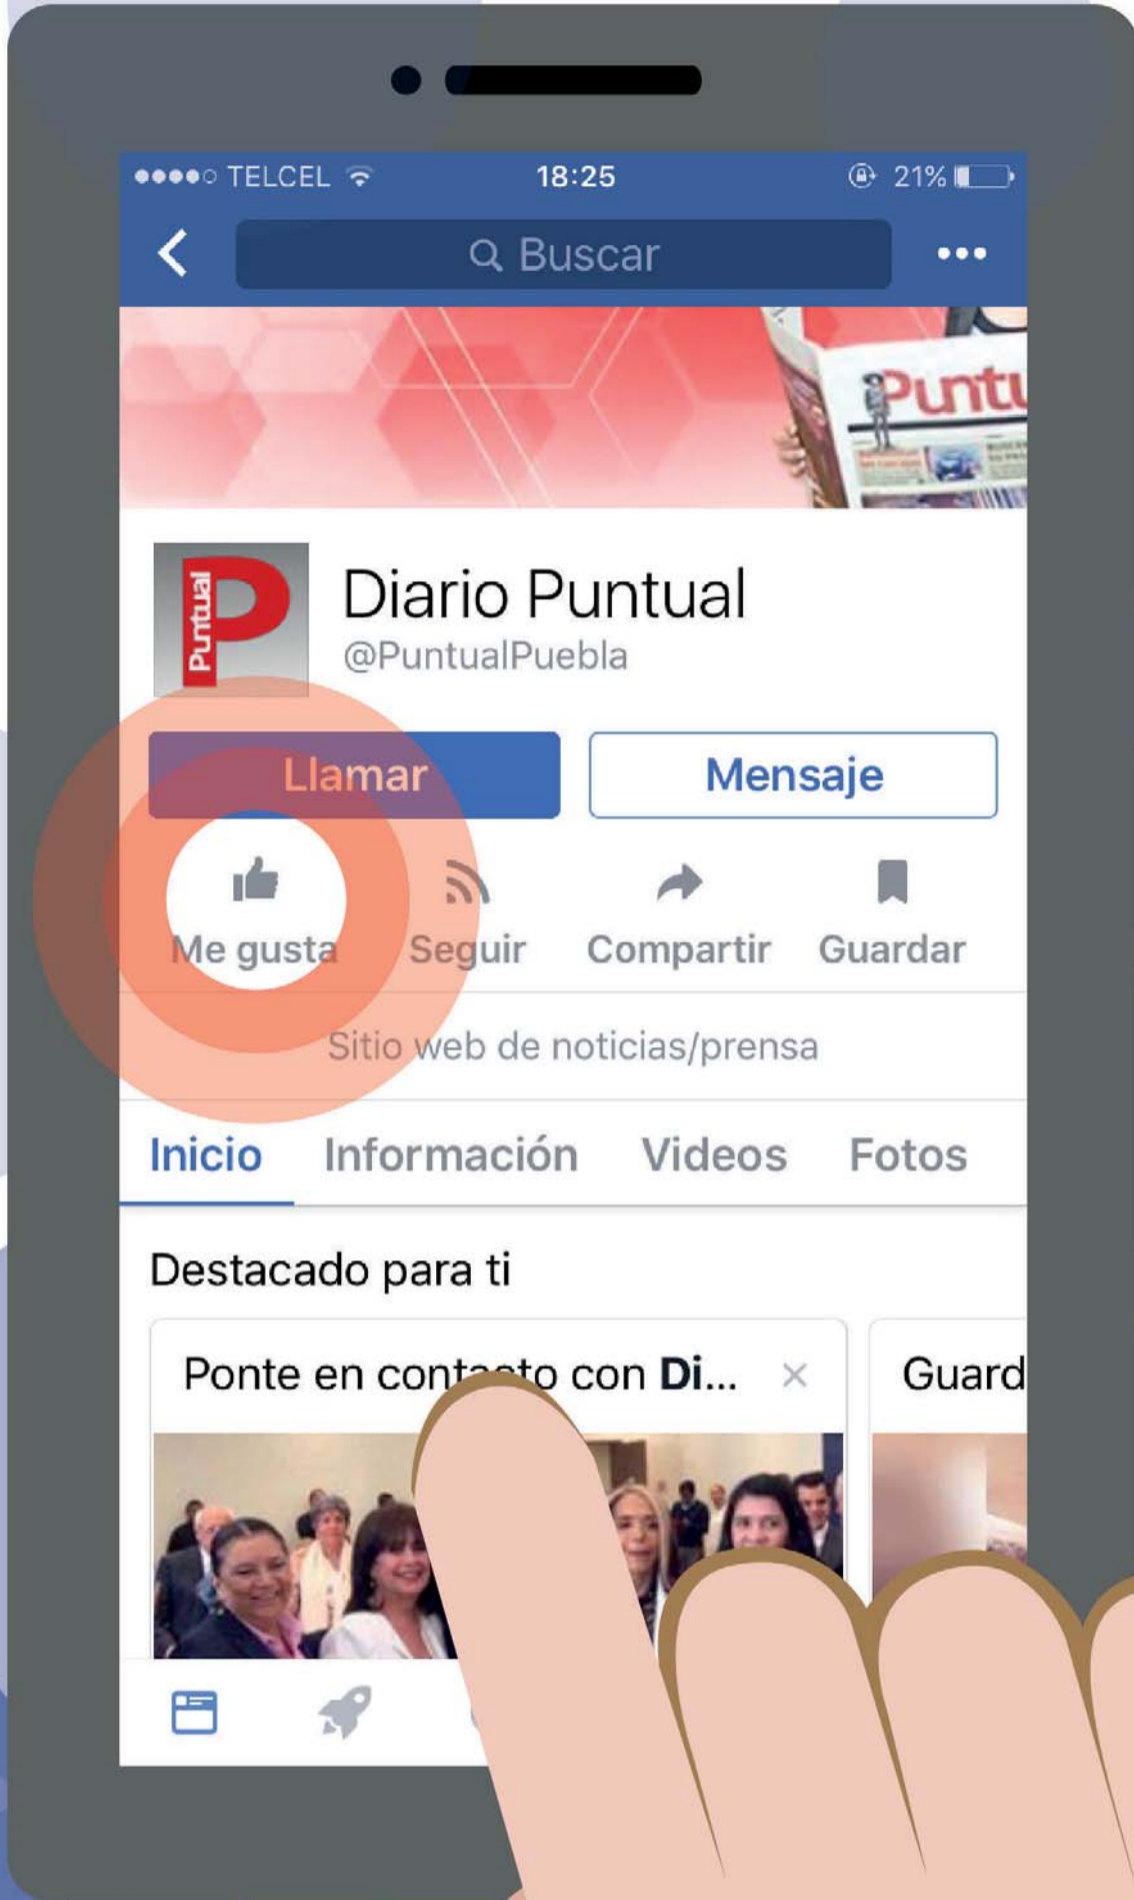 TELCEL 18:25 21%
Buscar
Puntu
Puntual
Diario Puntual
@PuntualPuebla
Llamar Mensaje
Me gusta Seguir Compartir Guardar
Sitio web de noticias/prensa
Inicio Información Videos Fotos
Destacado para ti
Ponte en contacto con Di... × Guard